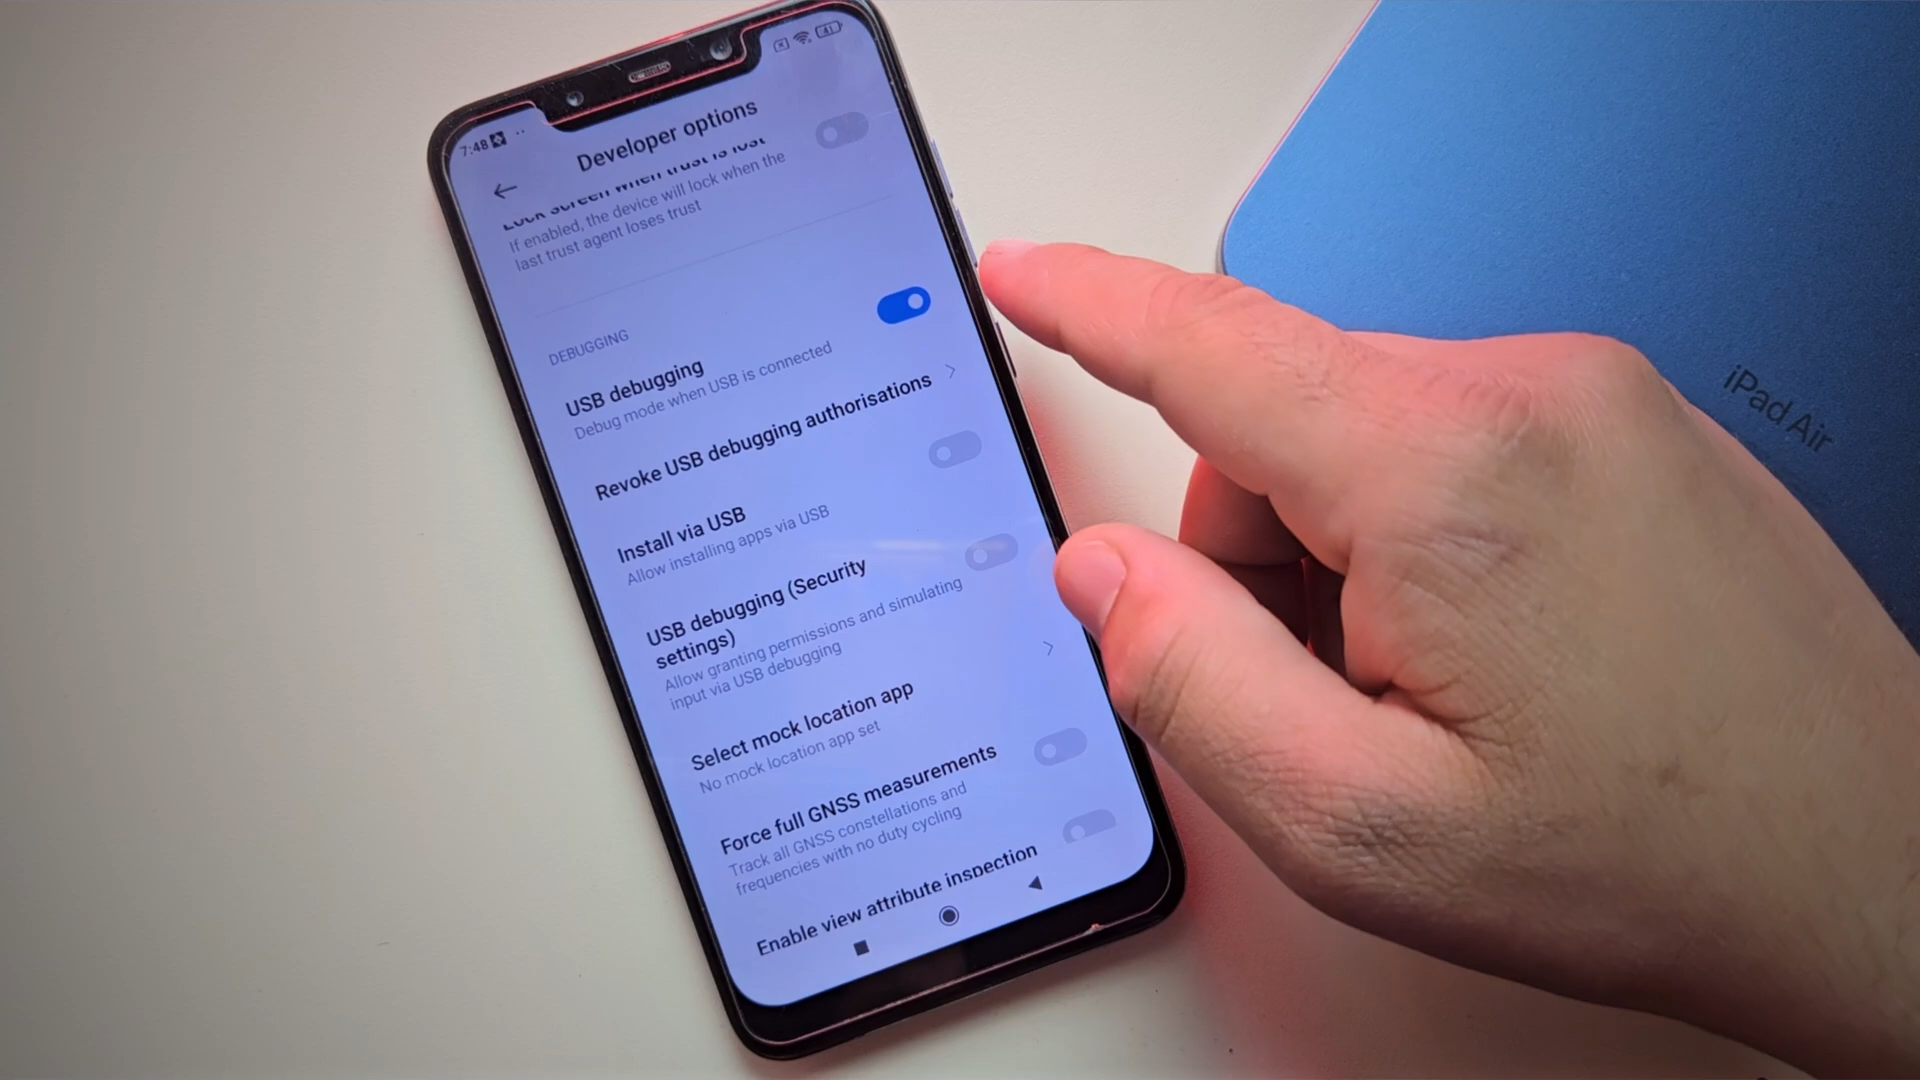 7:48
41
Developer options
Lock screen when trust is lost
If enabled, the device will lock when the
last trust agent loses trust
DEBUGGING
USB debugging
Debug mode when USB is connected
Revoke USB debugging authorisations
Install via USB
Allow installing apps via USB
USB debugging (Security
settings)
Allow granting permissions and simulating
input via USB debugging
Select mock location app
No mock location app set
Force full GNSS measurements
Track all GNSS constellations and
frequencies with no duty cycling
Enable view attribute inspection
iPad Air